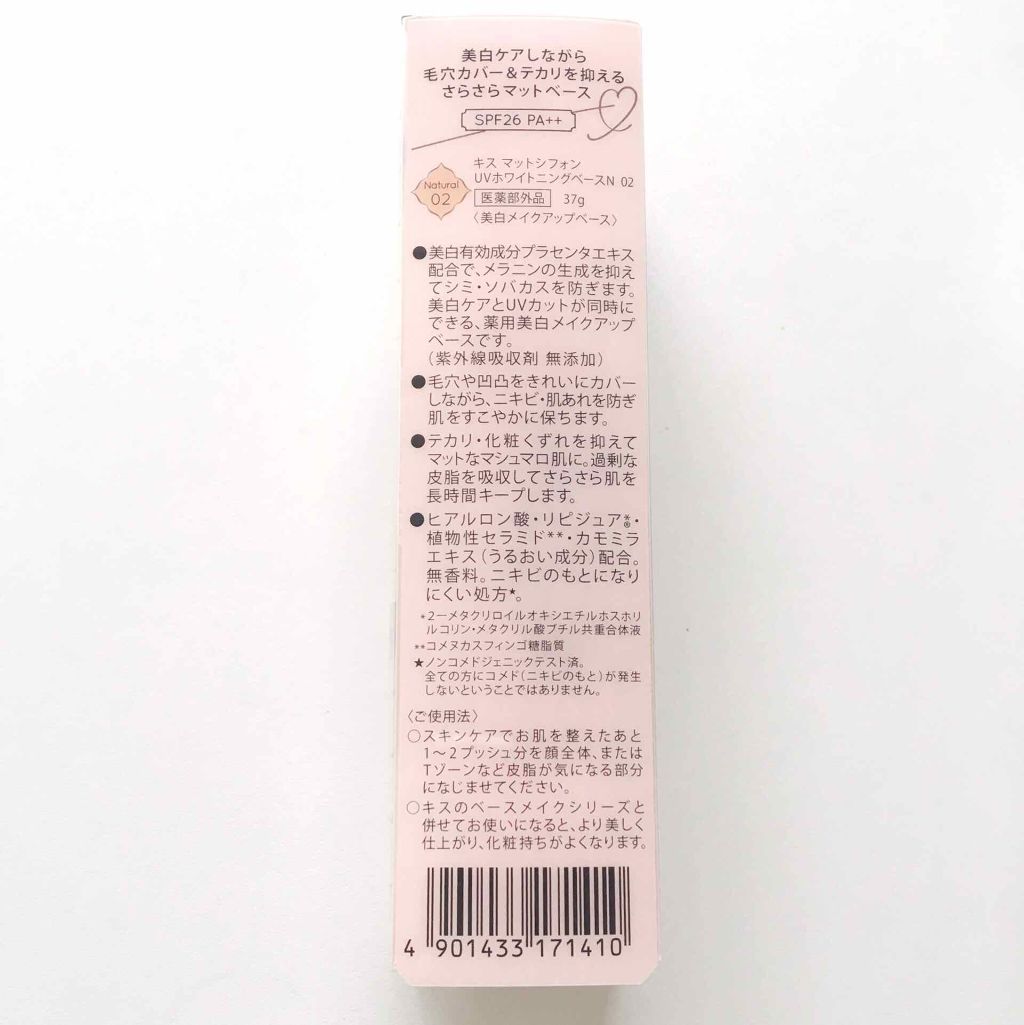 美白ケアしながら
毛穴カバー＆テカリを抑える
さらさらマットベース
SPF26 PA++
Natural
02
キス マットシフォン
UVホワイトニングベースN 02
医薬部外品 37g
〈美白メイクアップベース〉
●美白有効成分プラセンタエキス
配合で、メラニンの生成を抑え
てシミ・ソバカスを防ぎます。
美白ケアとUVカットが同時に
できる、薬用美白メイクアップ
ベースです。
（紫外線吸収剤 無添加）
●毛穴や凹凸をきれいにカバー
しながら、ニキビ・肌あれを防ぎ
肌をすこやかに保ちます。
●テカリ・化粧くずれを抑えて
マットなマシュマロ肌に。過剰な
皮脂を吸収してさらさら肌を
長時間キープします。
●ヒアルロン酸・リピジュア®*・
植物性セラミド**・カモミラ
エキス（うるおい成分）配合。
無香料。ニキビのもとになり
にくい処方★。
*2ーメタクリロイルオキシエチルホスホリ
ルコリン・メタクリル酸ブチル共重合体液
**コメヌカスフィンゴ糖脂質
★ノンコメドジェニックテスト済。
全ての方にコメド（ニキビのもと）が発生
しないということではありません。
〈ご使用法〉
○スキンケアでお肌を整えたあと
1～2プッシュ分を顔全体、または
Tゾーンなど皮脂が気になる部分
になじませてください。
○キスのベースメイクシリーズと
併せてお使いになると、より美しく
仕上がり、化粧持ちがよくなります。
4 901433 171410